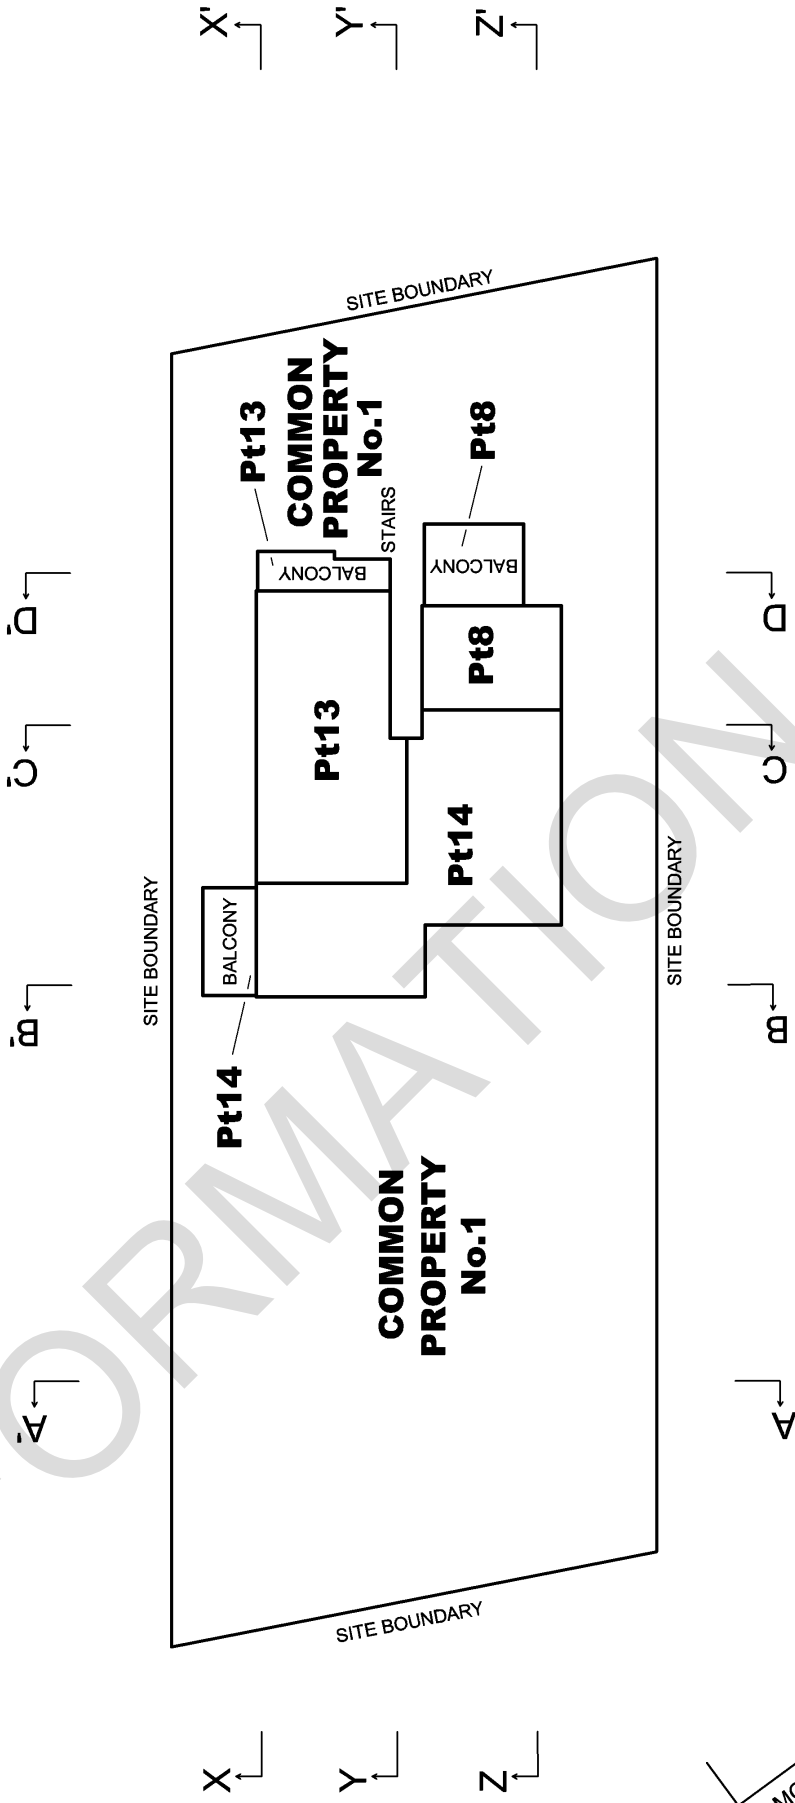 X'
Y'
Z'
SITE BOUNDARY
Pt13
COMMON
PROPERTY
No.1
Pt8
STAIRS
BALCONY
BALCONY
D'
D
Pt8
Pt13
C'
C
Pt14
BALCONY
SITE BOUNDARY
SITE BOUNDARY
B'
B
Pt14
COMMON
PROPERTY
No.1
A'
A
SITE BOUNDARY
X
Y
Z
ORMATION